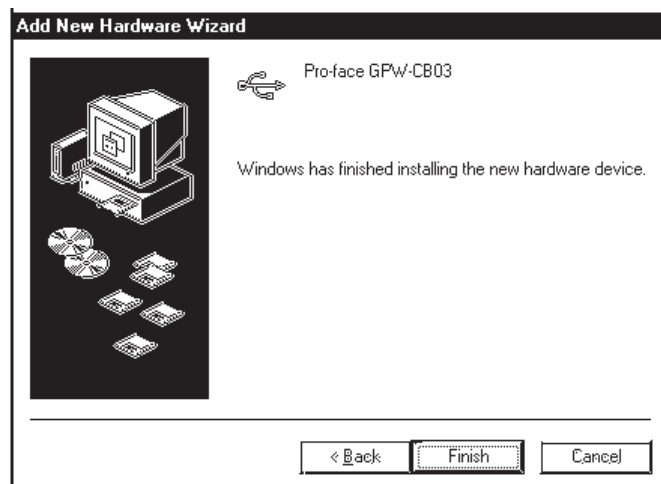 Add New Hardware Wizard
Pro-face GPW-CB03
Windows has finished installing the new hardware device.
< Back
Finish
Cancel